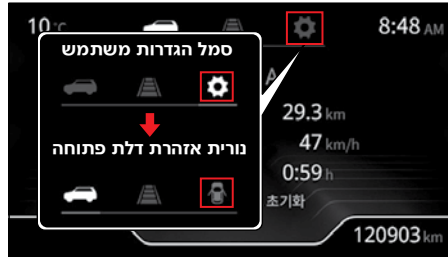 10 °C
8:48 AM
סמל הגדרות משתמש
A
29.3 km
נורית אזהרת דלת פתוחה
47 km/h
0:59 h
초기화
120903 km